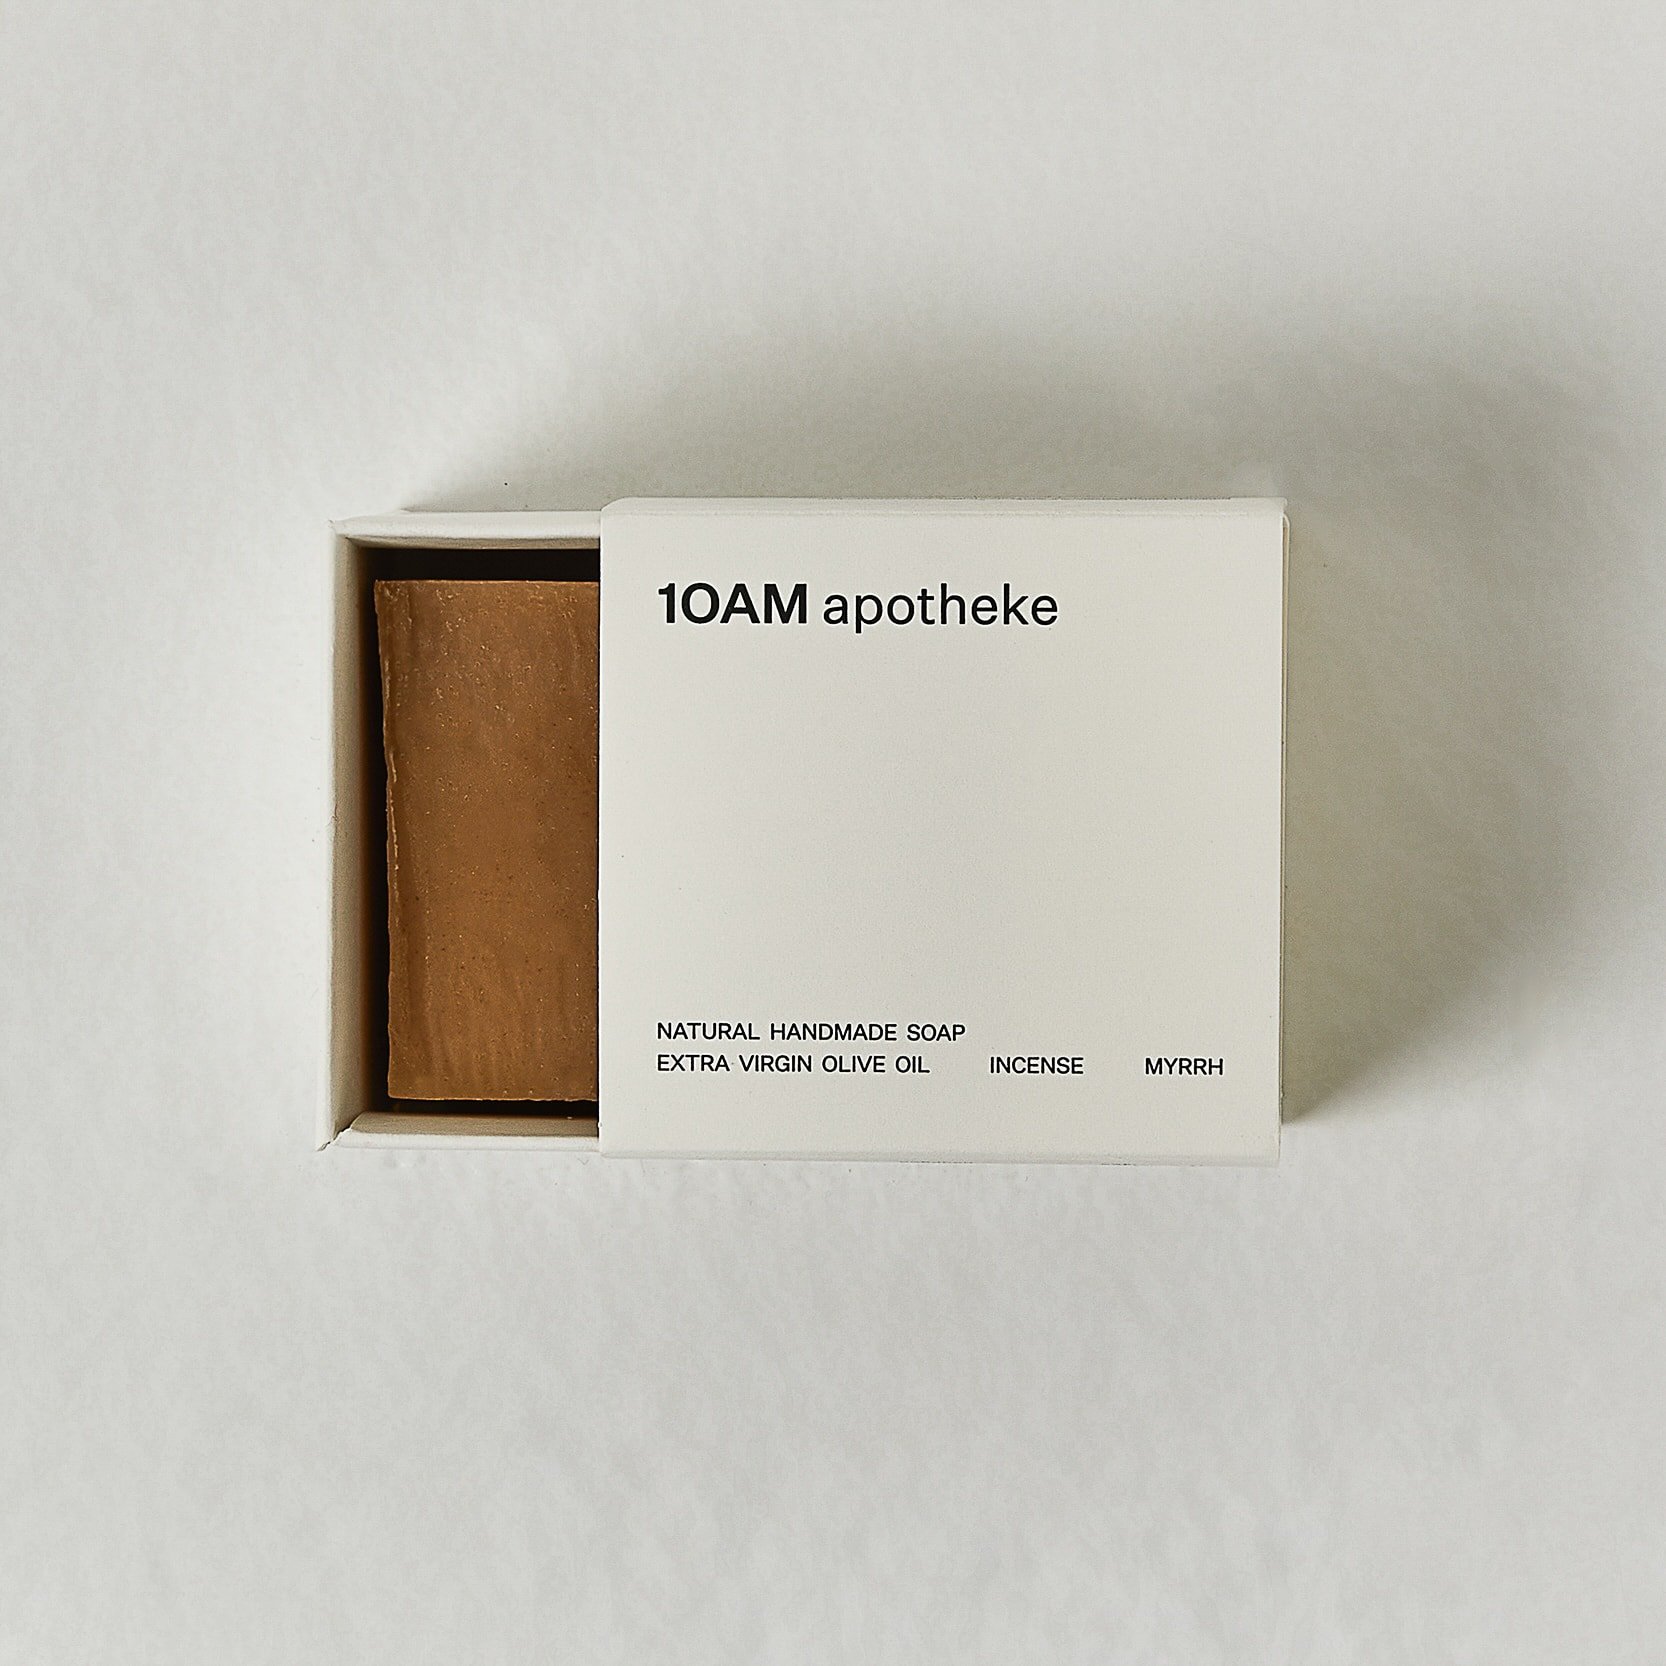 10AM apotheke
NATURAL HANDMADE SOAP
EXTRA VIRGIN OLIVE OIL INCENSE MYRRH